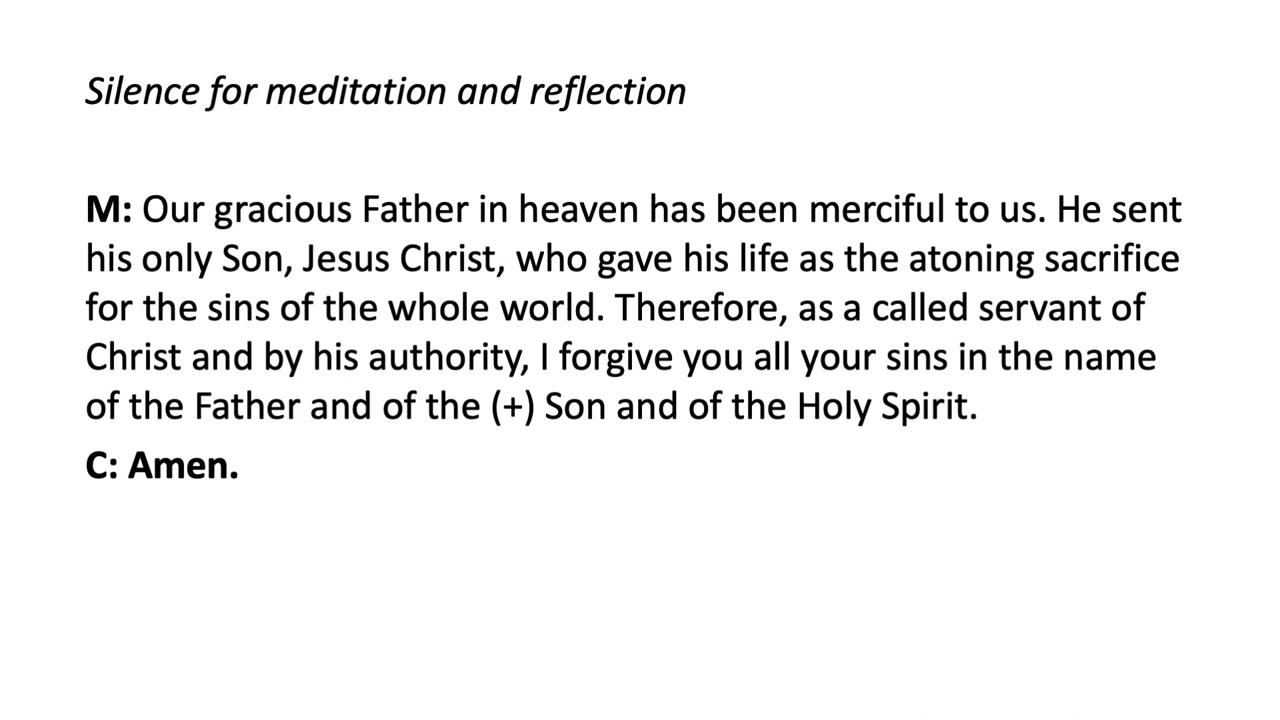 Silence for meditation and reflection
M: Our gracious Father in heaven has been merciful to us. He sent
his only Son, Jesus Christ, who gave his life as the atoning sacrifice
for the sins of the whole world. Therefore, as a called servant of
Christ and by his authority, I forgive you all your sins in the name
of the Father and of the (+) Son and of the Holy Spirit.
C: Amen.